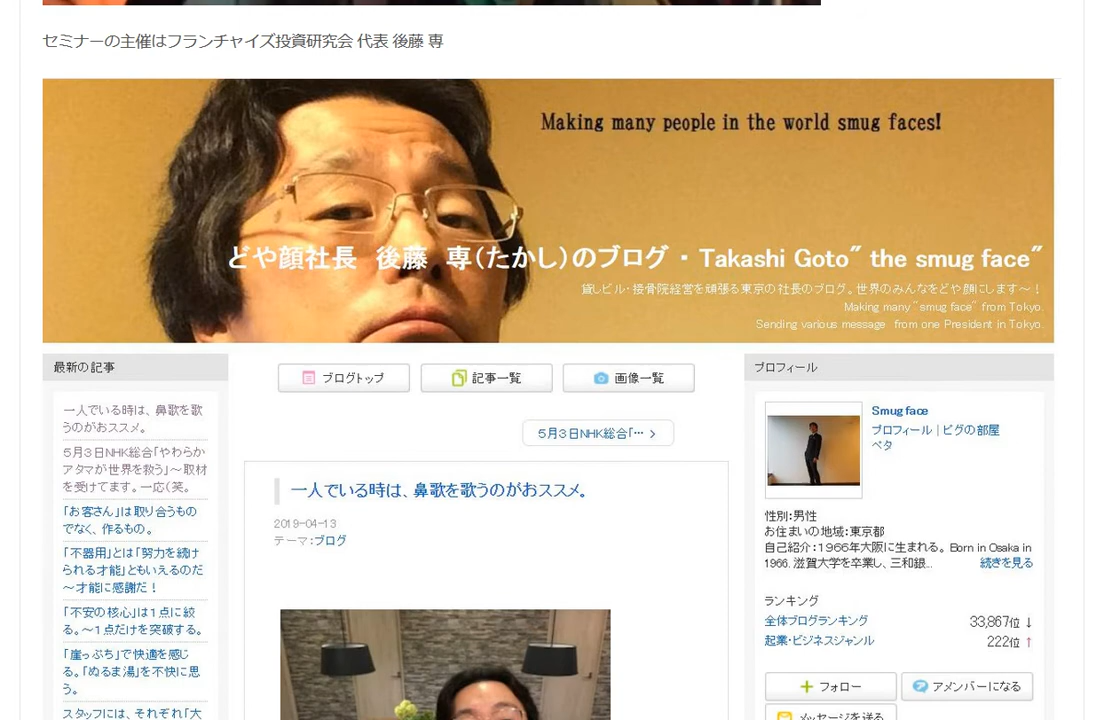 セミナーの主催はフランチャイズ投資研究会 代表 後藤 専
Making many people in the world smug faces!
どや顔社長　後藤　専(たかし)のブログ ・ Takashi Goto" the smug face"
貸しビル・接骨院経営を頑張る東京の社長のブログ。世界のみんなをどや顔にします～！
Making many "smug face" from Tokyo.
Sending various message from one President in Tokyo.
最新の記事
一人でいる時は、鼻歌を歌
うのがおススメ。
5月3日NHK総合「やわらか
アタマが世界を救う」～取材
を受けてます。一応(笑。
「お客さん」は取り合うもの
でなく、作るもの。
「不器用」とは「努力を続け
られる才能」ともいえるのだ
～才能に感謝だ！
「不安の核心」は1点に絞
る。～1点だけを突破する。
「崖っぷち」で快適を感じ
る。「ぬるま湯」を不快に思
う。
スタッフには、それぞれ「大
ブログトップ
記事一覧
画像一覧
5月3日NHK総合「… >
一人でいる時は、鼻歌を歌うのがおススメ。
2019-04-13
テーマ：ブログ
プロフィール
Smug face
プロフィール｜ピグの部屋
ペタ
性別：男性
お住まいの地域：東京都
自己紹介：1966年大阪に生まれる。Born in Osaka in
1966. 滋賀大学を卒業し、三和銀... 続きを見る
ランキング
全体ブログランキング 33,867位 ↓
起業・ビジネスジャンル 222位 ↑
フォロー
アメンバーになる
メッセージを送る